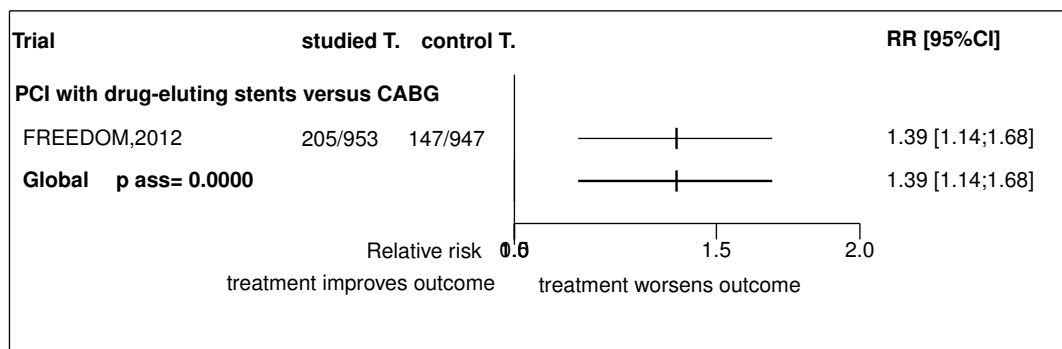 Trial studied T. control T. RR [95%CI]
PCI with drug-eluting stents versus CABG
FREEDOM,2012 205/953 147/947 1.39 [1.14;1.68]
Global p ass= 0.0000 1.39 [1.14;1.68]
Relative risk 1.5 2.0
treatment improves outcome treatment worsens outcome